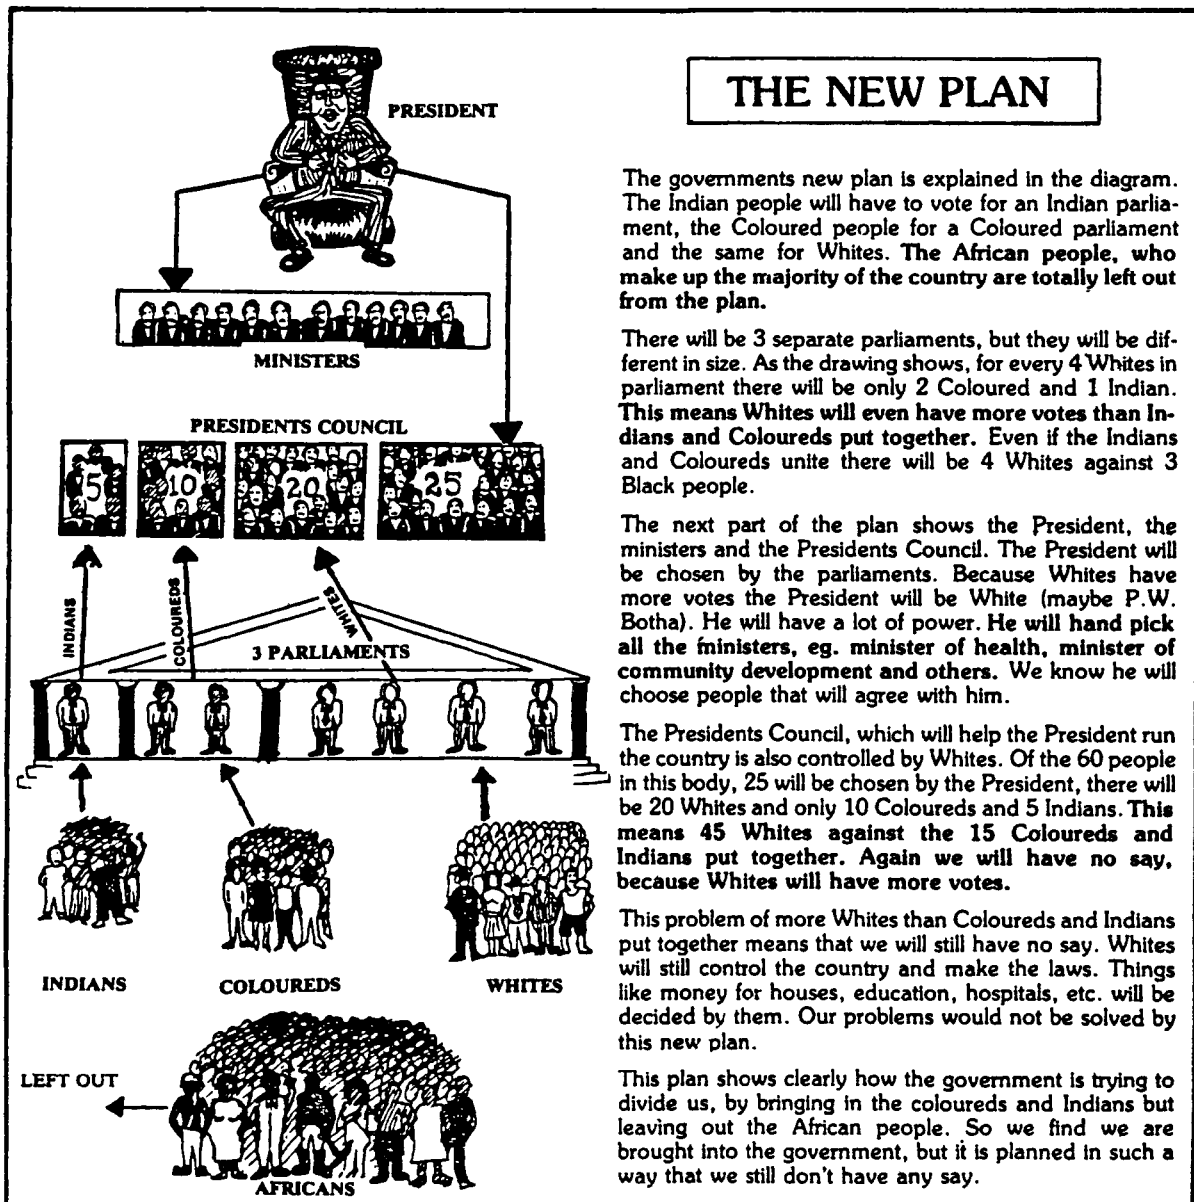 PRESIDENT
MINISTERS
PRESIDENTS COUNCIL
5
10
20
25
INDIANS
COLOUREDS
WHITES
3 PARLIAMENTS
INDIANS
COLOUREDS
WHITES
LEFT OUT
AFRICANS
THE NEW PLAN
The governments new plan is explained in the diagram.
The Indian people will have to vote for an Indian parlia-
ment, the Coloured people for a Coloured parliament
and the same for Whites. The African people, who
make up the majority of the country are totally left out
from the plan.
There will be 3 separate parliaments, but they will be dif-
ferent in size. As the drawing shows, for every 4 Whites in
parliament there will be only 2 Coloured and 1 Indian.
This means Whites will even have more votes than In-
dians and Coloureds put together. Even if the Indians
and Coloureds unite there will be 4 Whites against 3
Black people.
The next part of the plan shows the President, the
ministers and the Presidents Council. The President will
be chosen by the parliaments. Because Whites have
more votes the President will be White (maybe P.W.
Botha). He will have a lot of power. He will hand pick
all the ministers, eg. minister of health, minister of
community development and others. We know he will
choose people that will agree with him.
The Presidents Council, which will help the President run
the country is also controlled by Whites. Of the 60 people
in this body, 25 will be chosen by the President, there will
be 20 Whites and only 10 Coloureds and 5 Indians. This
means 45 Whites against the 15 Coloureds and
Indians put together. Again we will have no say,
because Whites will have more votes.
This problem of more Whites than Coloureds and Indians
put together means that we will still have no say. Whites
will still control the country and make the laws. Things
like money for houses, education, hospitals, etc. will be
decided by them. Our problems would not be solved by
this new plan.
This plan shows clearly how the government is trying to
divide us, by bringing in the coloureds and Indians but
leaving out the African people. So we find we are
brought into the government, but it is planned in such a
way that we still don't have any say.